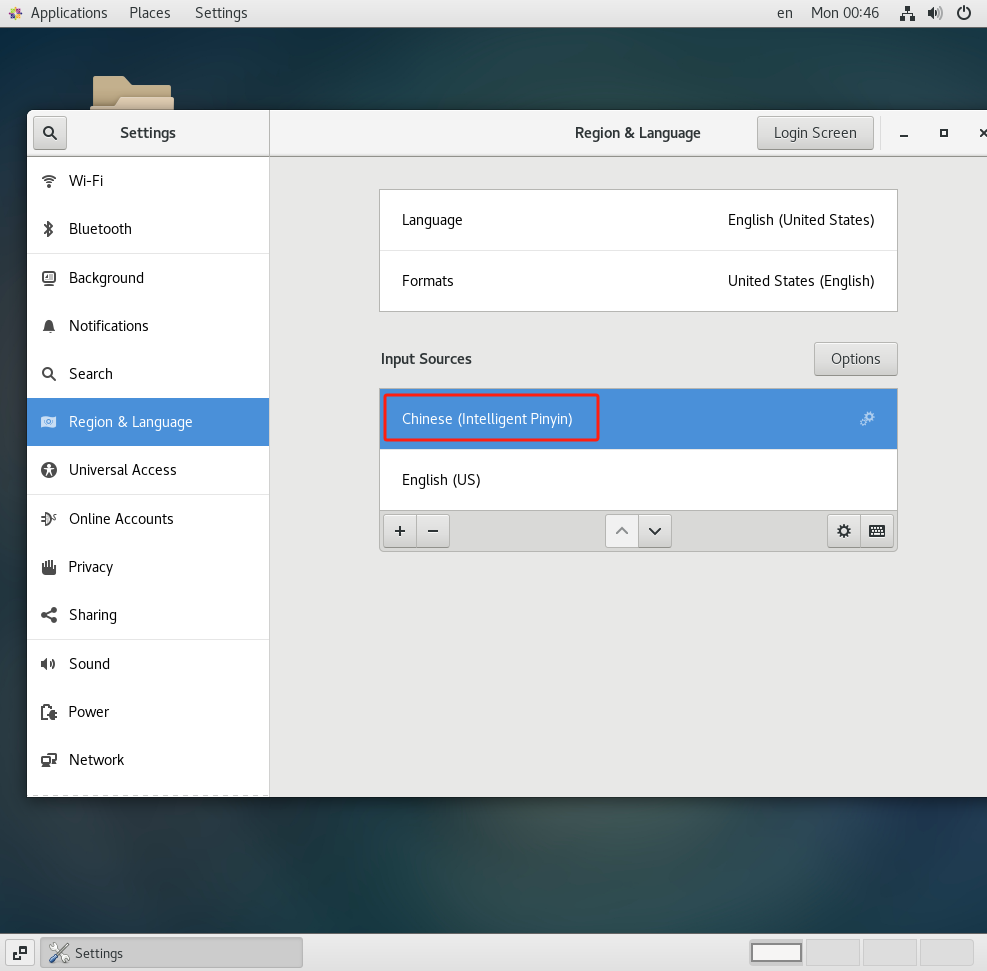 Applications Places Settings en Mon 00:46
Settings Region & Language Login Screen
Wi-Fi
Bluetooth
Background
Notifications
Search
Region & Language
Universal Access
Online Accounts
Privacy
Sharing
Sound
Power
Network
Language English (United States)
Formats United States (English)
Input Sources Options
Chinese (Intelligent Pinyin)
English (US)
Settings